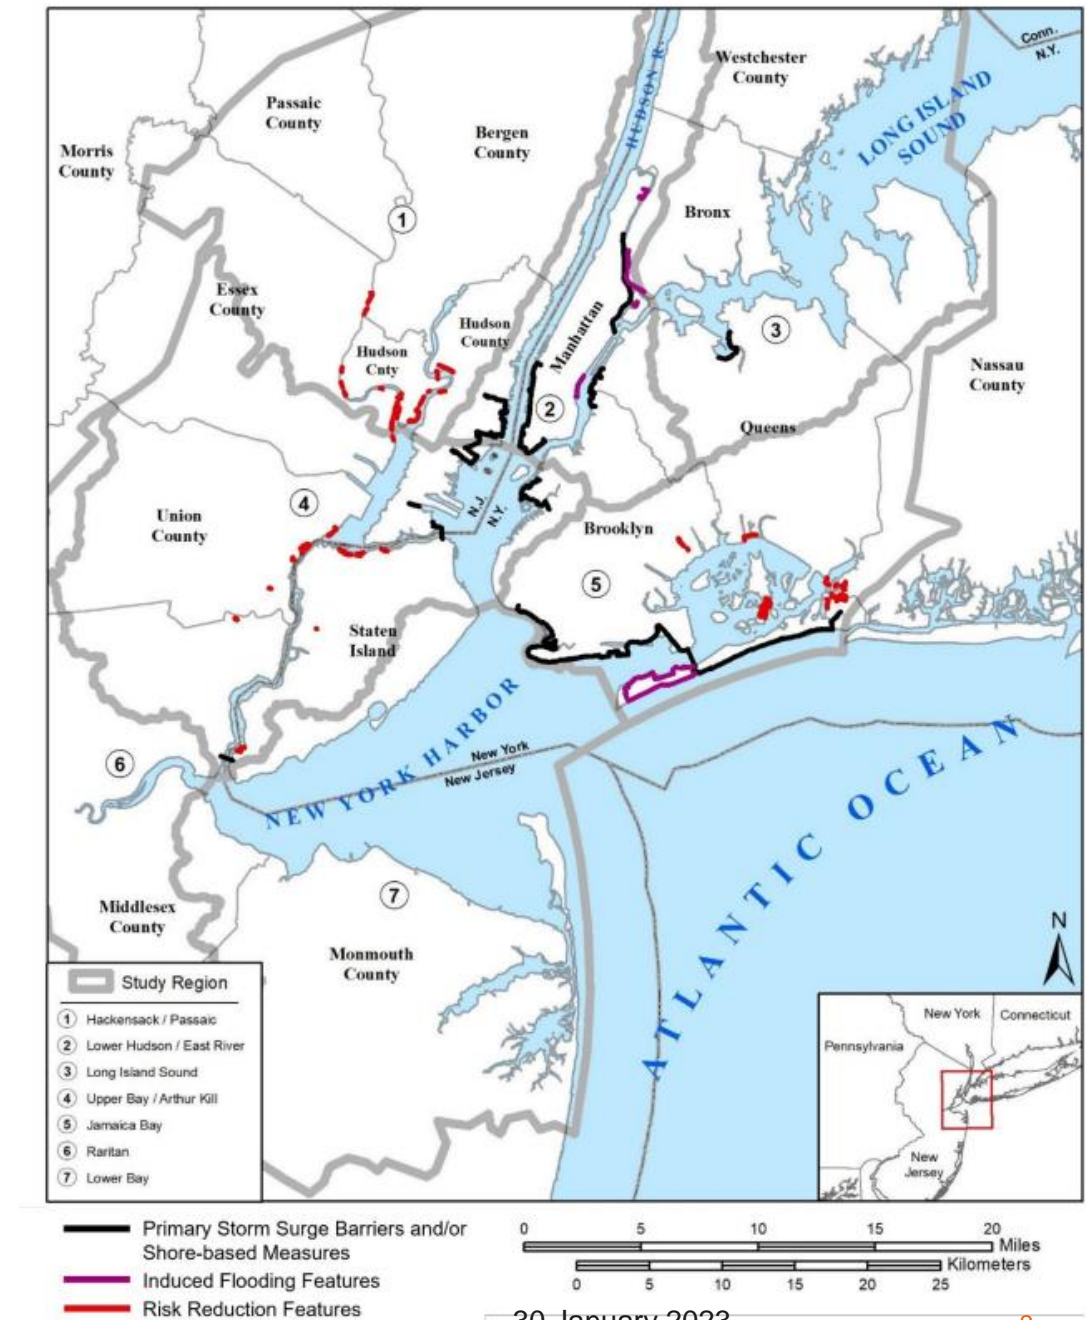 Conn.
N.Y.
Westchester
County
HUDSON R.
LONG ISLAND
SOUND
Passaic
County
Bergen
County
Morris
County
Bronx
1
Essex
County
Hudson
County
Manhattan
3
Hudson
Cnty
Nassau
County
2
Queens
4
N.J.
N.Y.
Union
County
Brooklyn
5
Staten
Island
NEW YORK HARBOR
New York
New Jersey
6
ATLANTIC OCEAN
7
Middlesex
County
Monmouth
County
N
Study Region
1 Hackensack / Passaic
2 Lower Hudson / East River
3 Long Island Sound
4 Upper Bay / Arthur Kill
5 Jamaica Bay
6 Raritan
7 Lower Bay
New York
Connecticut
Pennsylvania
New
Jersey
Primary Storm Surge Barriers and/or
Shore-based Measures
Induced Flooding Features
Risk Reduction Features
0 5 10 15 20
Miles
Kilometers
0 5 10 15 20 25
30 January 2023